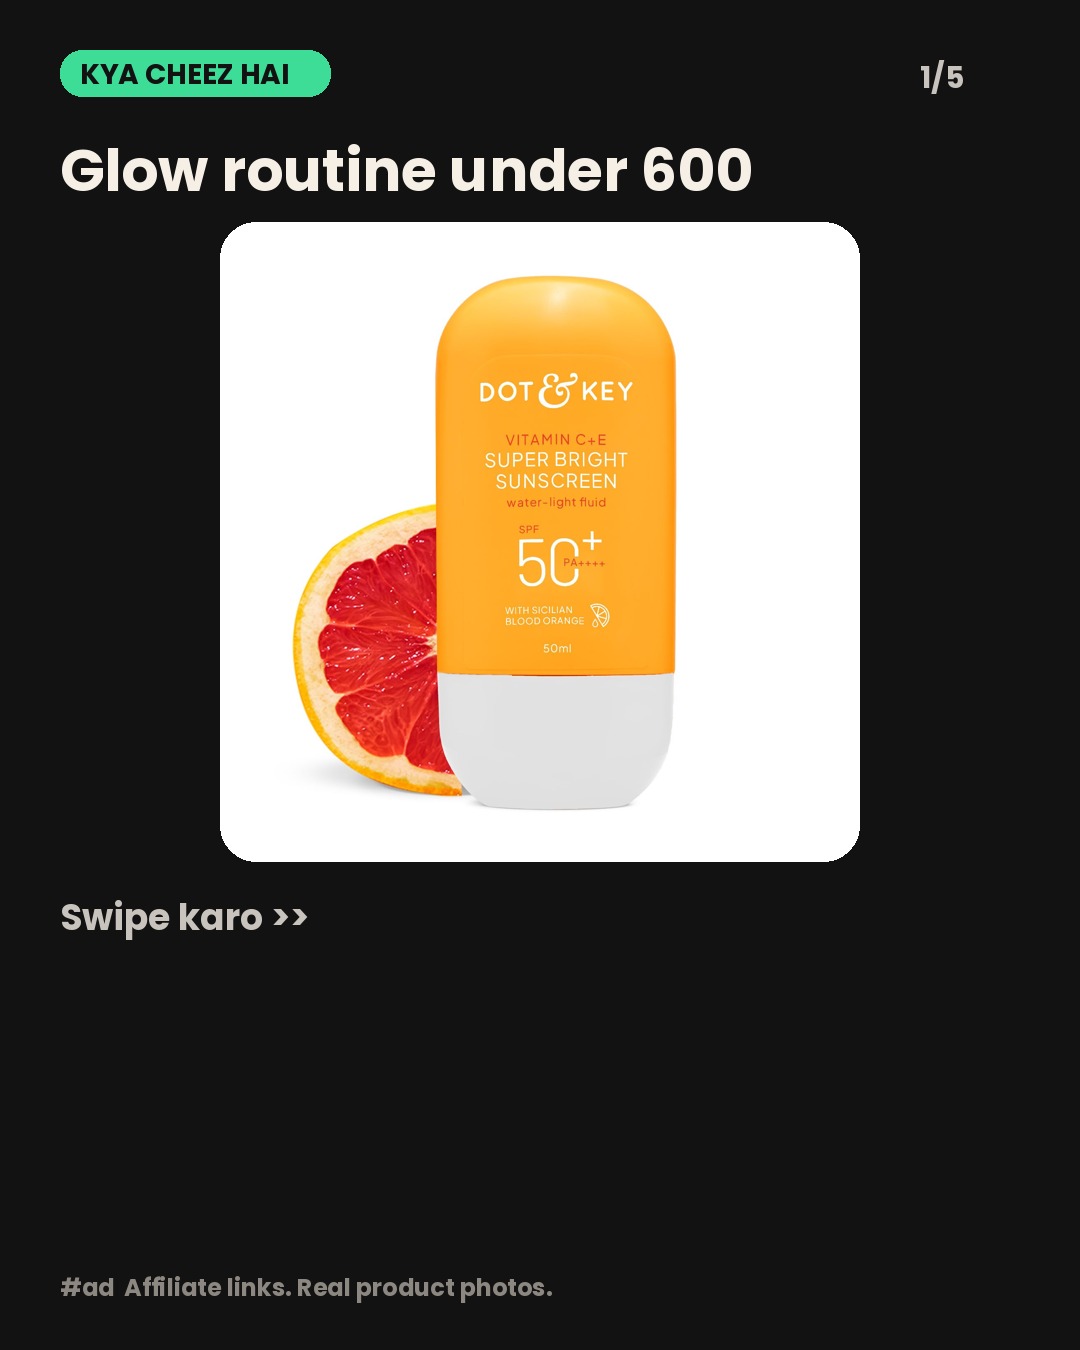 KYA CHEEZ HAI
1/5
Glow routine under 600
DOT & KEY
VITAMIN C+E
SUPER BRIGHT
SUNSCREEN
water-light fluid
SPF
50+
PA++++
WITH SICILIAN
BLOOD ORANGE
50ml
Swipe karo >>
#ad Affiliate links. Real product photos.